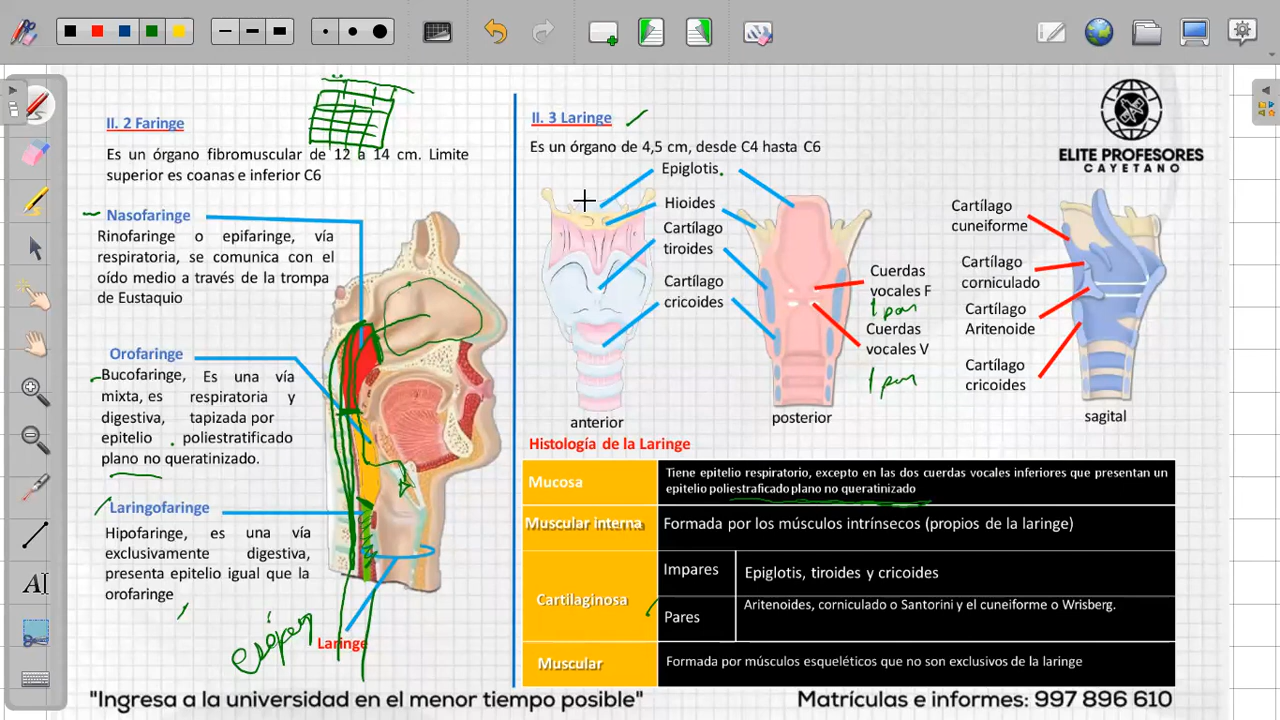 II. 2 Faringe
Es un órgano fibromuscular de 12 a 14 cm. Limite
superior es coanas e inferior C6
Nasofaringe
Rinofaringe o epifaringe, vía
respiratoria, se comunica con el
oído medio a través de la trompa
de Eustaquio
Orofaringe
Bucofaringe, Es una vía
mixta, es respiratoria y
digestiva, tapizada por
epitelio poliestratificado
plano no queratinizado.
Laringofaringe
Hipofaringe, es una vía
exclusivamente digestiva,
presenta epitelio igual que la
orofaringe
Laringe
II. 3 Laringe
Es un órgano de 4,5 cm, desde C4 hasta C6
Epiglotis
Hioides
Cartílago
tiroides
Cartílago
cricoides
Cuerdas
vocales F
1 par
Cuerdas
vocales V
1 par
Cartílago
cuneiforme
Cartílago
corniculado
Cartílago
Aritenoide
Cartílago
cricoides
anterior
posterior
sagital
ELITE PROFESORES
CAYETANO
Histología de la Laringe
Mucosa
Tiene epitelio respiratorio, excepto en las dos cuerdas vocales inferiores que presentan un
epitelio poliestraficado plano no queratinizado
Muscular interna
Formada por los músculos intrínsecos (propios de la laringe)
Cartilaginosa
Impares
Epiglotis, tiroides y cricoides
Pares
Aritenoides, corniculado o Santorini y el cuneiforme o Wrisberg.
Muscular
Formada por músculos esqueléticos que no son exclusivos de la laringe
"Ingresa a la universidad en el menor tiempo posible"
Matrículas e informes: 997 896 610